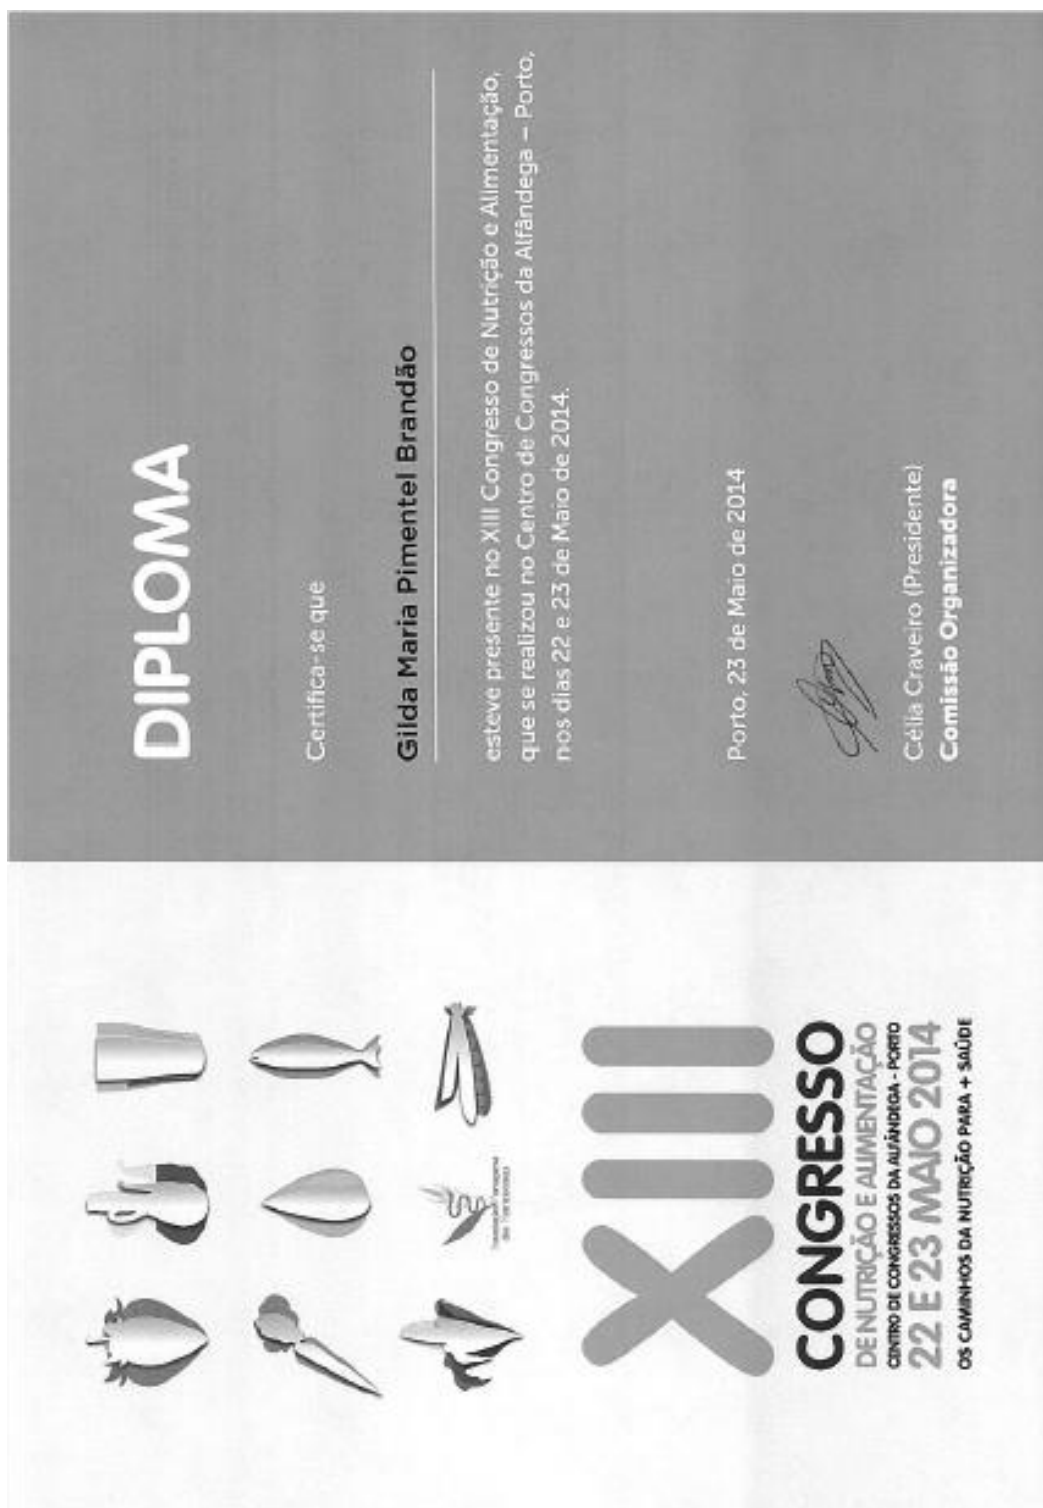 XIII
CONGRESSO
DE NUTRIÇÃO E ALIMENTAÇÃO
CENTRO DE CONGRESSOS DA ALFÂNDEGA - PORTO
22 E 23 MAIO 2014
OS CAMINHOS DA NUTRIÇÃO PARA + SAÚDE
DIPLOMA
Certifica-se que
Gilda Maria Pimentel Brandão
esteve presente no XIII Congresso de Nutrição e Alimentação,
que se realizou no Centro de Congressos da Alfândega – Porto,
nos dias 22 e 23 de Maio de 2014.
Porto, 23 de Maio de 2014
Célia Craveiro (Presidente)
Comissão Organizadora